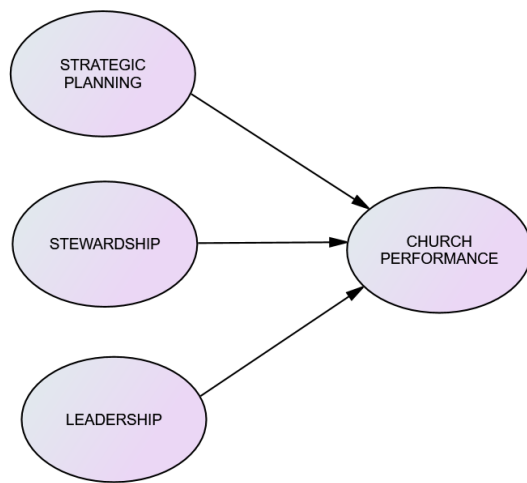 STRATEGIC
PLANNING
STEWARDSHIP
CHURCH
PERFORMANCE
LEADERSHIP